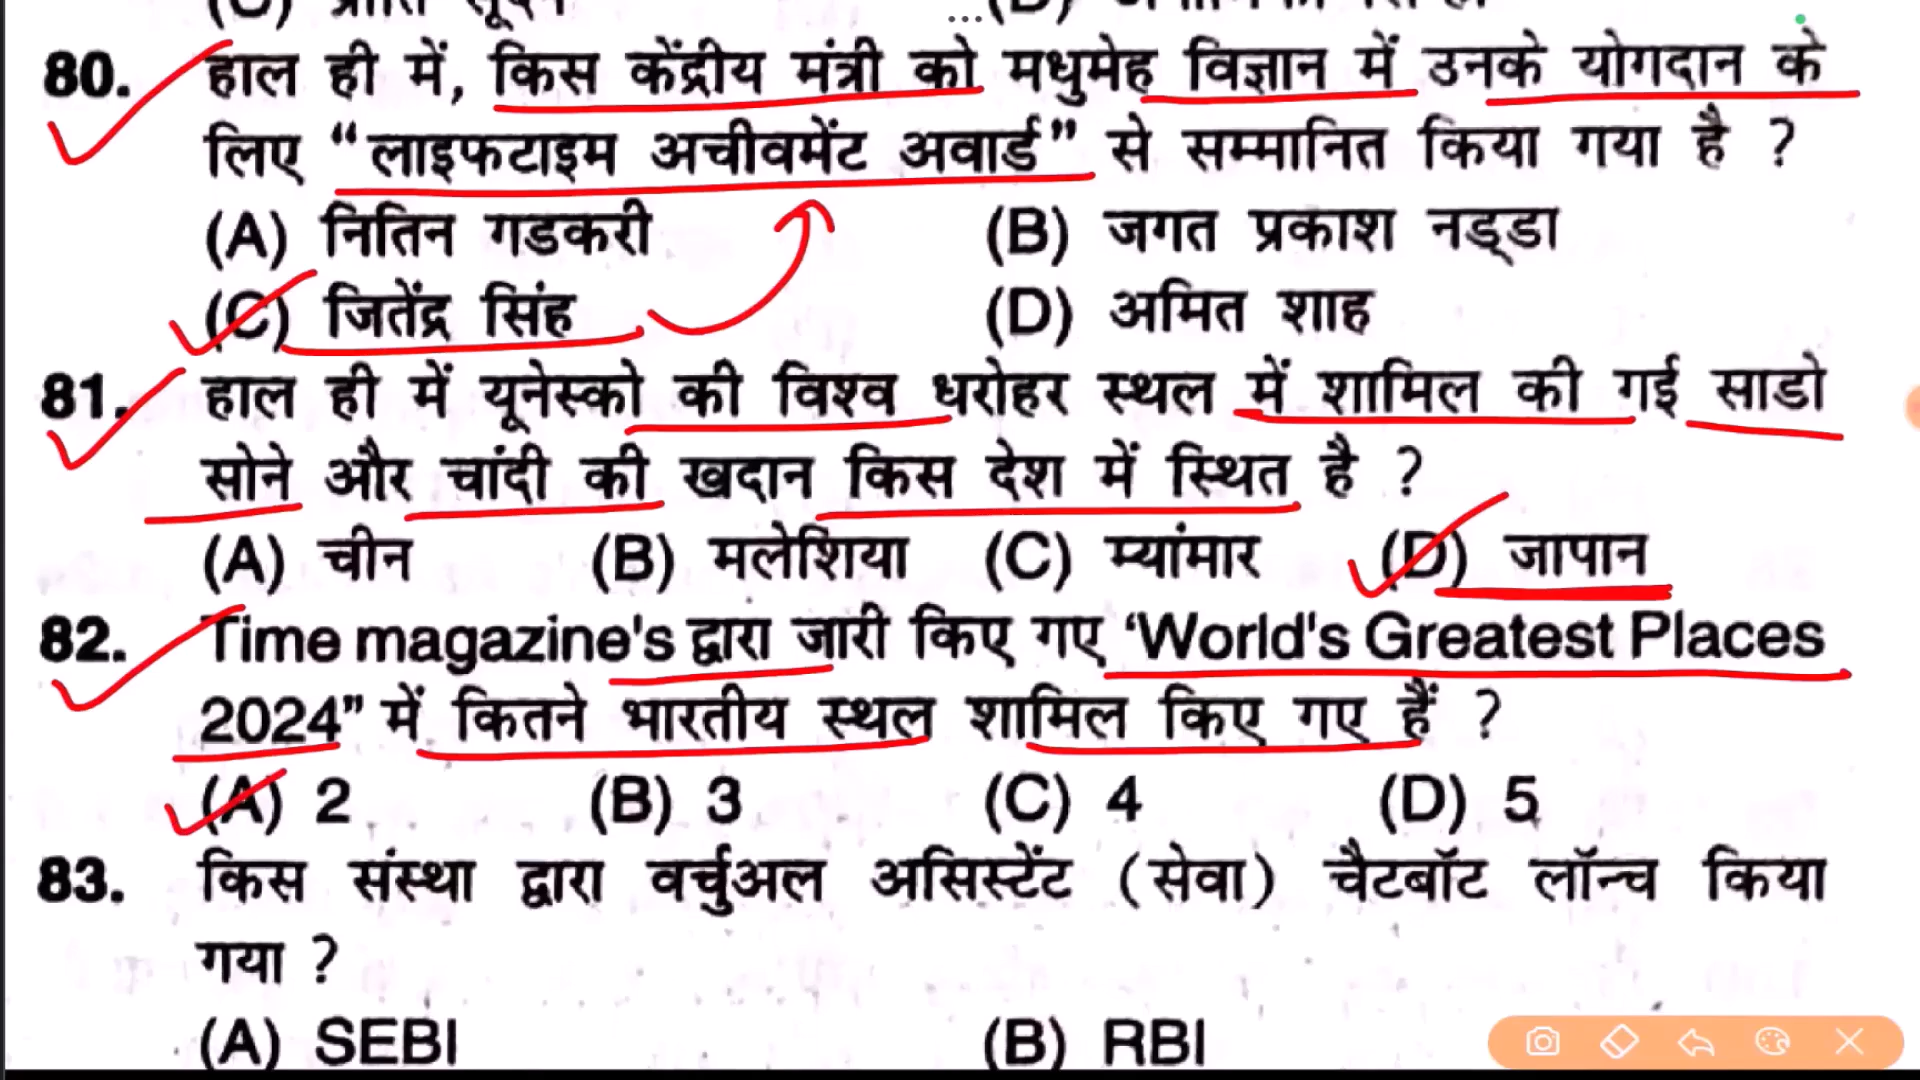 80. हाल ही में, किस केंद्रीय मंत्री को मधुमेह विज्ञान में उनके योगदान के
लिए “लाइफटाइम अचीवमेंट अवार्ड” से सम्मानित किया गया है ?
(A) नितिन गडकरी (B) जगत प्रकाश नड्डा
(C) जितेंद्र सिंह (D) अमित शाह
81. हाल ही में यूनेस्को की विश्व धरोहर स्थल में शामिल की गई साडो
सोने और चांदी की खदान किस देश में स्थित है ?
(A) चीन (B) मलेशिया (C) म्यांमार (D) जापान
82. Time magazine's द्वारा जारी किए गए ‘World's Greatest Places
2024” में कितने भारतीय स्थल शामिल किए गए हैं ?
(A) 2 (B) 3 (C) 4 (D) 5
83. किस संस्था द्वारा वर्चुअल असिस्टेंट (सेवा) चैटबॉट लॉन्च किया
गया ?
(A) SEBI (B) RBI